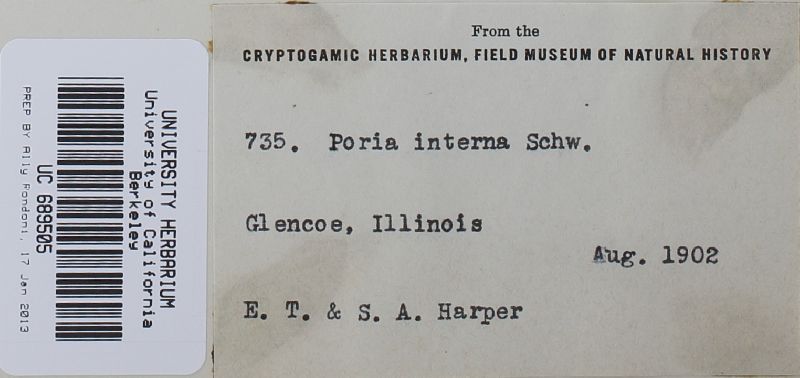 From the
CRYPTOGAMIC HERBARIUM, FIELD MUSEUM OF NATURAL HISTORY
735. Poria interna Schw.
Glencoe, Illinois
Aug. 1902
E. T. & S. A. Harper
UNIVERSITY HERBARIUM
University of California
Berkeley
UC 689505
PREP BY Ally Rondoni, 17 Jan 2013